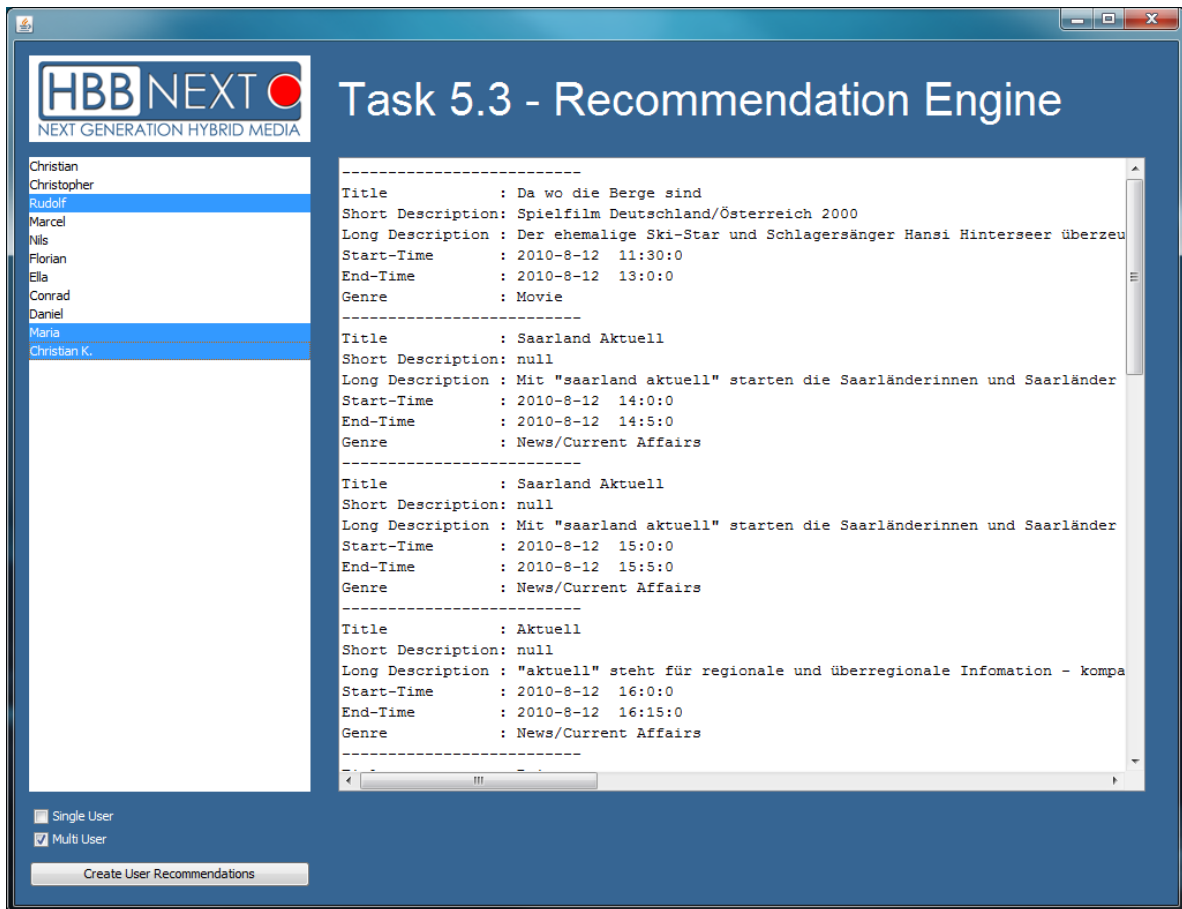 HBB NEXT
NEXT GENERATION HYBRID MEDIA
Task 5.3 - Recommendation Engine
Christian
Christopher
Rudolf
Marcel
Nils
Florian
Ella
Conrad
Daniel
Maria
Christian K.
--------------------------
Title : Da wo die Berge sind
Short Description: Spielfilm Deutschland/Österreich 2000
Long Description : Der ehemalige Ski-Star und Schlagersänger Hansi Hinterseer überzeu
Start-Time : 2010-8-12 11:30:0
End-Time : 2010-8-12 13:0:0
Genre : Movie
--------------------------
Title : Saarland Aktuell
Short Description: null
Long Description : Mit "saarland aktuell" starten die Saarländerinnen und Saarländer
Start-Time : 2010-8-12 14:0:0
End-Time : 2010-8-12 14:5:0
Genre : News/Current Affairs
--------------------------
Title : Saarland Aktuell
Short Description: null
Long Description : Mit "saarland aktuell" starten die Saarländerinnen und Saarländer
Start-Time : 2010-8-12 15:0:0
End-Time : 2010-8-12 15:5:0
Genre : News/Current Affairs
--------------------------
Title : Aktuell
Short Description: null
Long Description : "aktuell" steht für regionale und überregionale Infomation - kompa
Start-Time : 2010-8-12 16:0:0
End-Time : 2010-8-12 16:15:0
Genre : News/Current Affairs
--------------------------
Single User
Multi User
Create User Recommendations